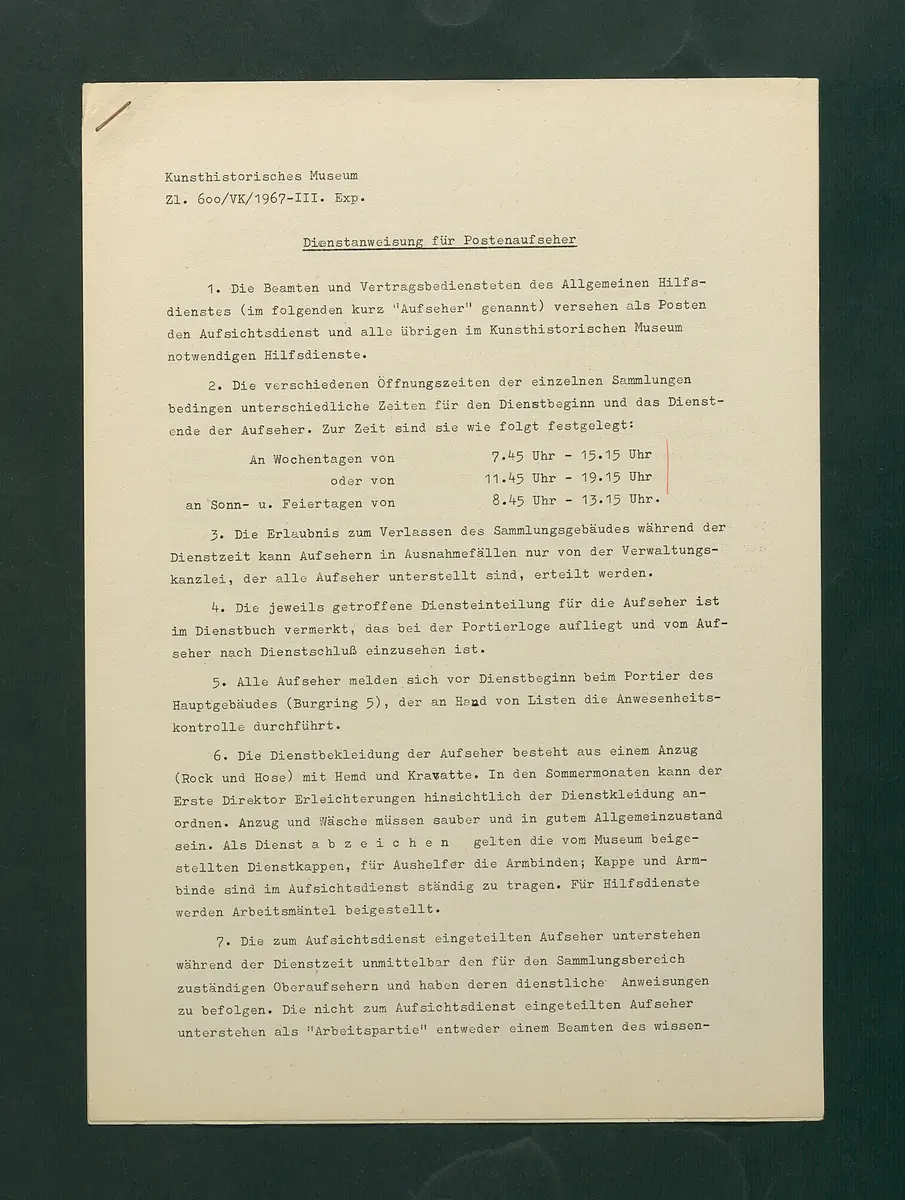 Kunsthistorisches Museum
Zl. 6oo/VK/1967-III. Exp.
Dienstanweisung für Postenaufseher
1. Die Beamten und Vertragsbediensteten des Allgemeinen Hilfs-
dienstes (im folgenden kurz "Aufseher" genannt) versehen als Posten
den Aufsichtsdienst und alle übrigen im Kunsthistorischen Museum
notwendigen Hilfsdienste.
2. Die verschiedenen Öffnungszeiten der einzelnen Sammlungen
bedingen unterschiedliche Zeiten für den Dienstbeginn und das Dienst-
ende der Aufseher. Zur Zeit sind sie wie folgt festgelegt:
An Wochentagen von 7.45 Uhr - 15.15 Uhr
oder von 11.45 Uhr - 19.15 Uhr
an Sonn- u. Feiertagen von 8.45 Uhr - 13.15 Uhr.
3. Die Erlaubnis zum Verlassen des Sammlungsgebäudes während der
Dienstzeit kann Aufsehern in Ausnahmefällen nur von der Verwaltungs-
kanzlei, der alle Aufseher unterstellt sind, erteilt werden.
4. Die jeweils getroffene Diensteinteilung für die Aufseher ist
im Dienstbuch vermerkt, das bei der Portierloge aufliegt und vom Auf-
seher nach Dienstschluß einzusehen ist.
5. Alle Aufseher melden sich vor Dienstbeginn beim Portier des
Hauptgebäudes (Burgring 5), der an Hand von Listen die Anwesenheits-
kontrolle durchführt.
6. Die Dienstbekleidung der Aufseher besteht aus einem Anzug
(Rock und Hose) mit Hemd und Kravatte. In den Sommermonaten kann der
Erste Direktor Erleichterungen hinsichtlich der Dienstkleidung an-
ordnen. Anzug und Wäsche müssen sauber und in gutem Allgemeinzustand
sein. Als Dienst a b z e i c h e n gelten die vom Museum beige-
stellten Dienstkappen, für Aushelfer die Armbinden; Kappe und Arm-
binde sind im Aufsichtsdienst ständig zu tragen. Für Hilfsdienste
werden Arbeitsmäntel beigestellt.
7. Die zum Aufsichtsdienst eingeteilten Aufseher unterstehen
während der Dienstzeit unmittelbar den für den Sammlungsbereich
zuständigen Oberaufsehern und haben deren dienstliche Anweisungen
zu befolgen. Die nicht zum Aufsichtsdienst eingeteilten Aufseher
unterstehen als "Arbeitspartie" entweder einem Beamten des wissen-